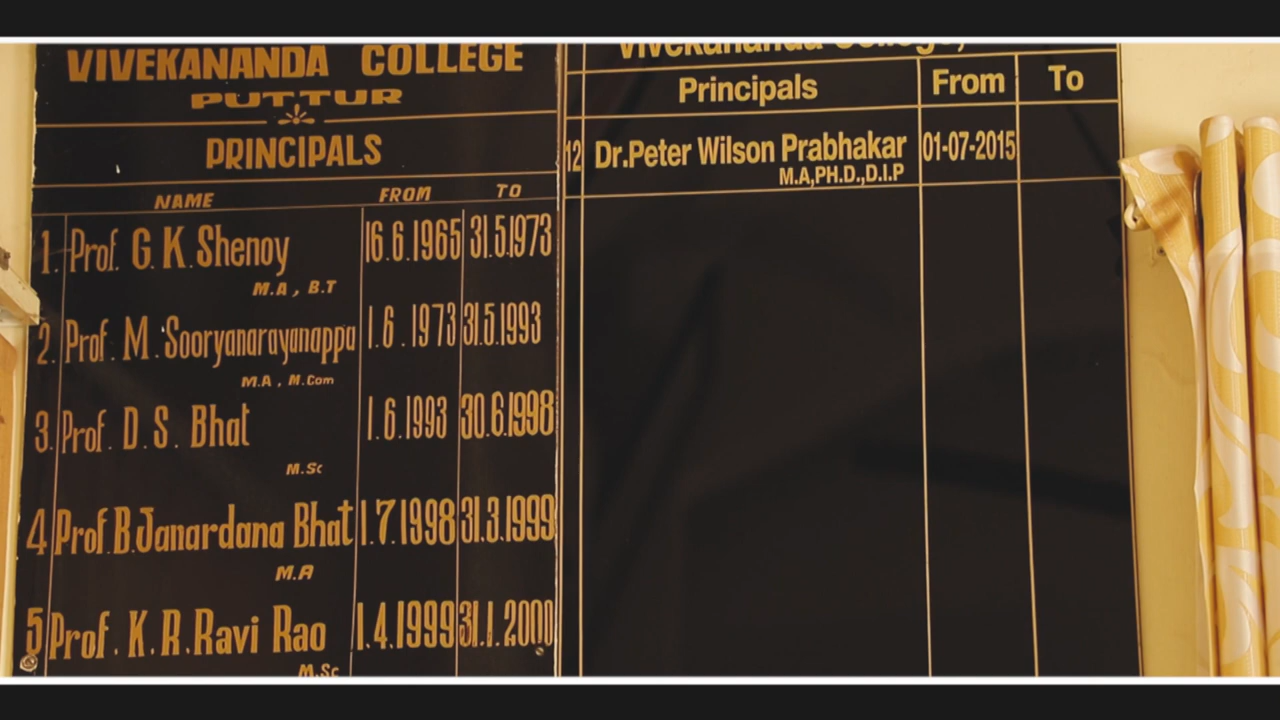 VIVEKANANDA COLLEGE
PUTTUR
PRINCIPALS
NAME FROM TO
1. Prof. G.K.Shenoy 16.6.1965 31.5.1973
M.A, B.T
2. Prof. M.Sooryanarayanappa 1.6.1973 31.5.1993
M.A, M.Com
3. Prof. D.S. Bhat 1.6.1993 30.6.1998
M.Sc
4 Prof.B.Janardana Bhat 1.7.1998 31.3.1999
M.A
5 Prof. K.R.Ravi Rao 1.4.1999 31.1.2000
M.Sc
Vivekananda College,
Principals From To
12 Dr.Peter Wilson Prabhakar 01-07-2015
M.A,PH.D.,D.I.P